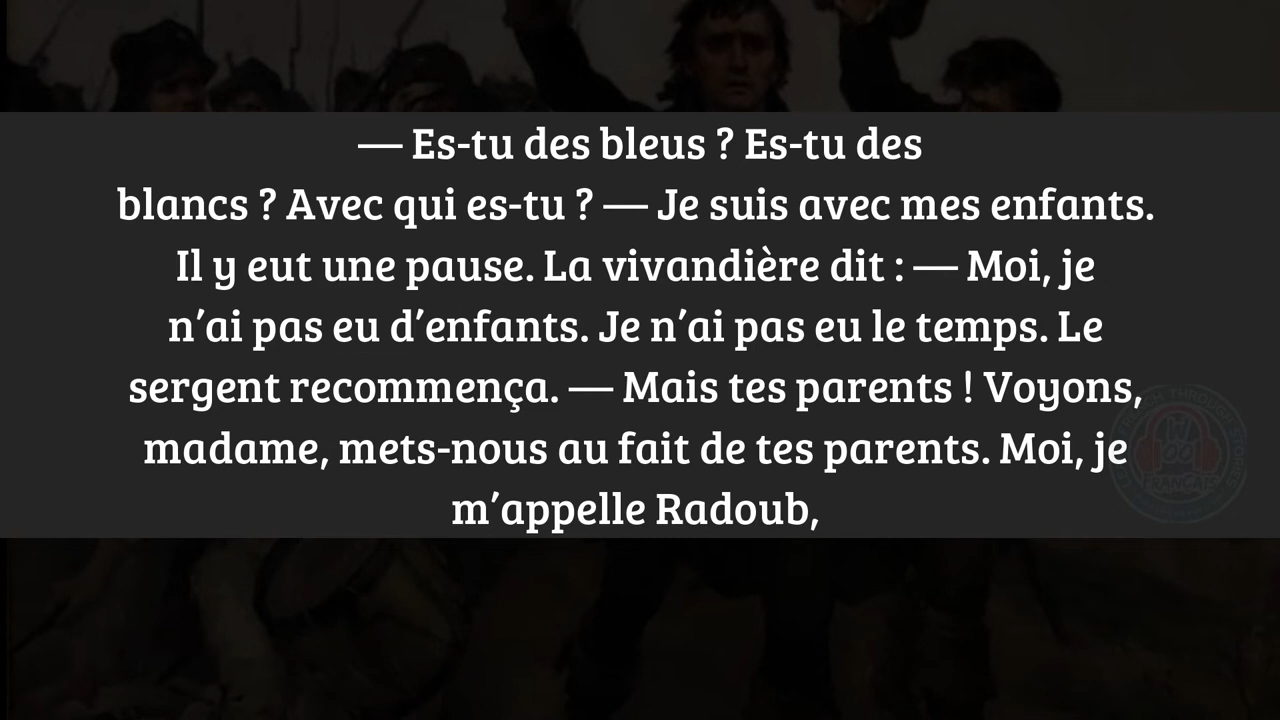 — Es-tu des bleus ? Es-tu des
blancs ? Avec qui es-tu ? — Je suis avec mes enfants.
Il y eut une pause. La vivandière dit : — Moi, je
n’ai pas eu d’enfants. Je n’ai pas eu le temps. Le
sergent recommença. — Mais tes parents ! Voyons,
madame, mets-nous au fait de tes parents. Moi, je
m’appelle Radoub,
FRANÇAIS